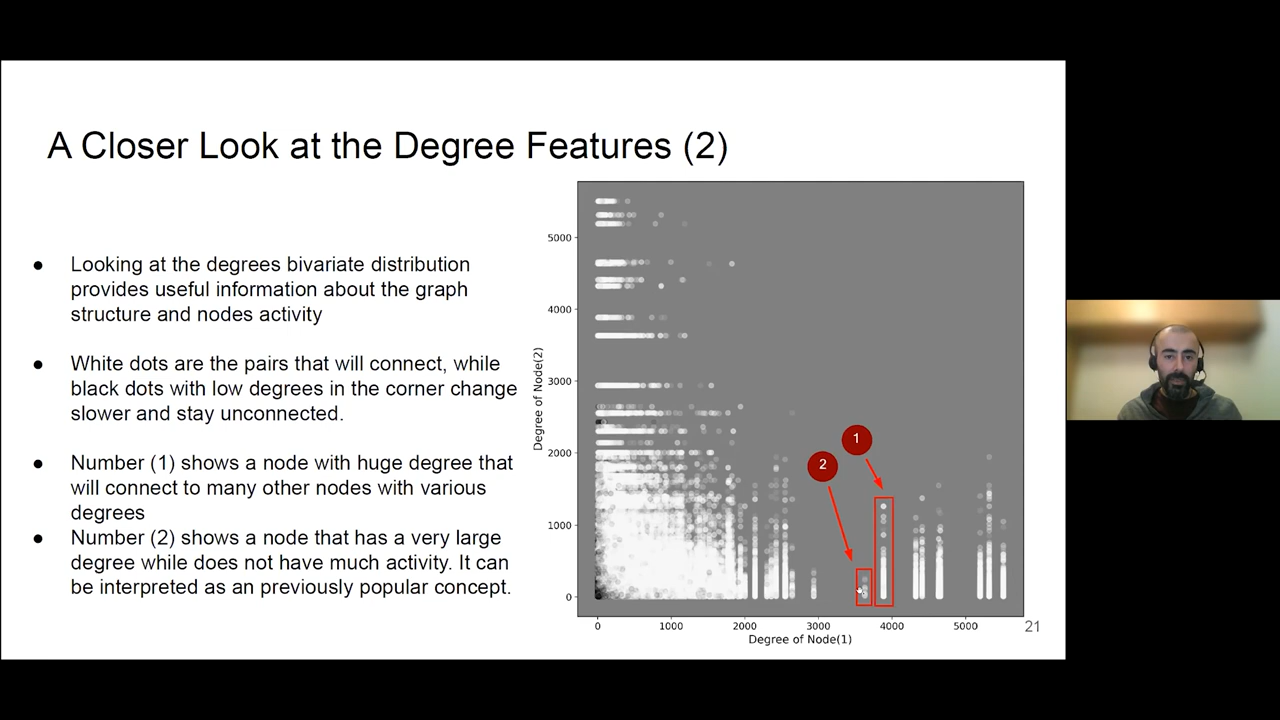 A Closer Look at the Degree Features (2)
● Looking at the degrees bivariate distribution
provides useful information about the graph
structure and nodes activity
● White dots are the pairs that will connect, while
black dots with low degrees in the corner change
slower and stay unconnected.
● Number (1) shows a node with huge degree that
will connect to many other nodes with various
degrees
● Number (2) shows a node that has a very large
degree while does not have much activity. It can
be interpreted as an previously popular concept.
Degree of Node(2)
5000
4000
3000
2000
1000
0
1
2
0 1000 2000 3000 4000 5000
Degree of Node(1)
21